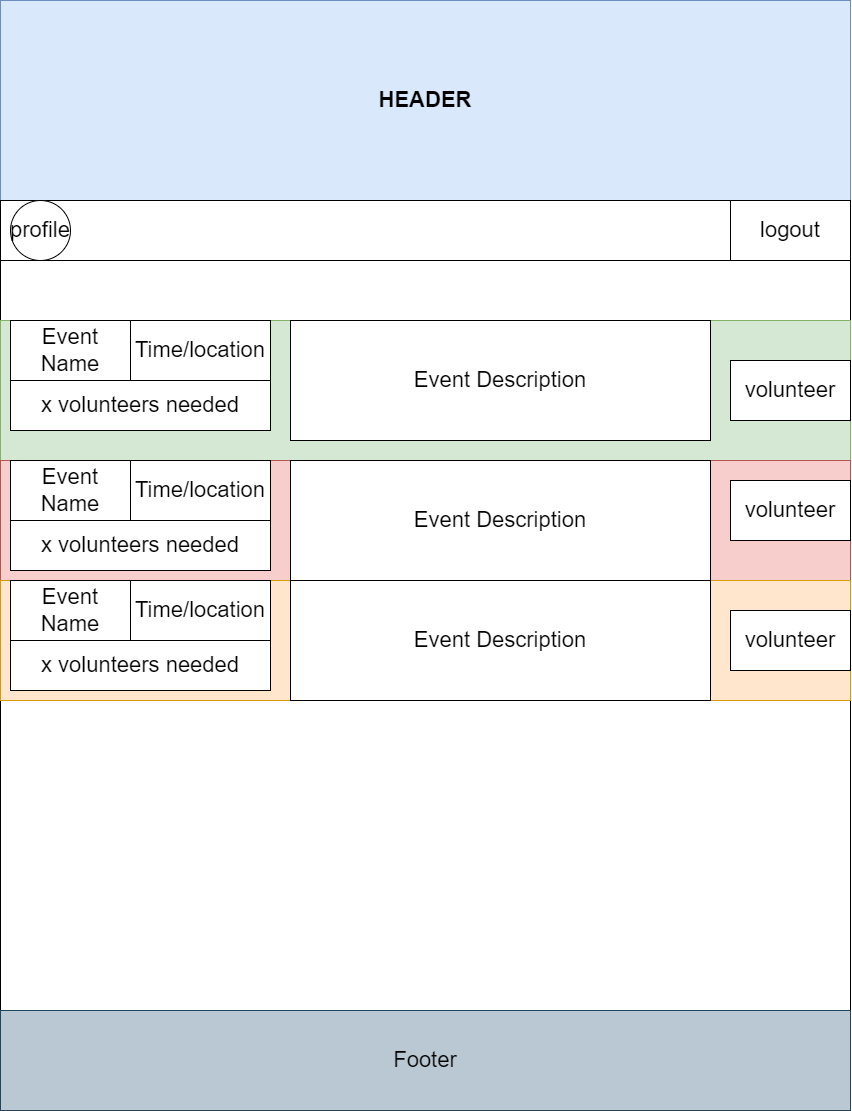 HEADER
profile
logout
Event
Name
Time/location
x volunteers needed
Event Description
volunteer
Event
Name
Time/location
x volunteers needed
Event Description
volunteer
Event
Name
Time/location
x volunteers needed
Event Description
volunteer
Footer